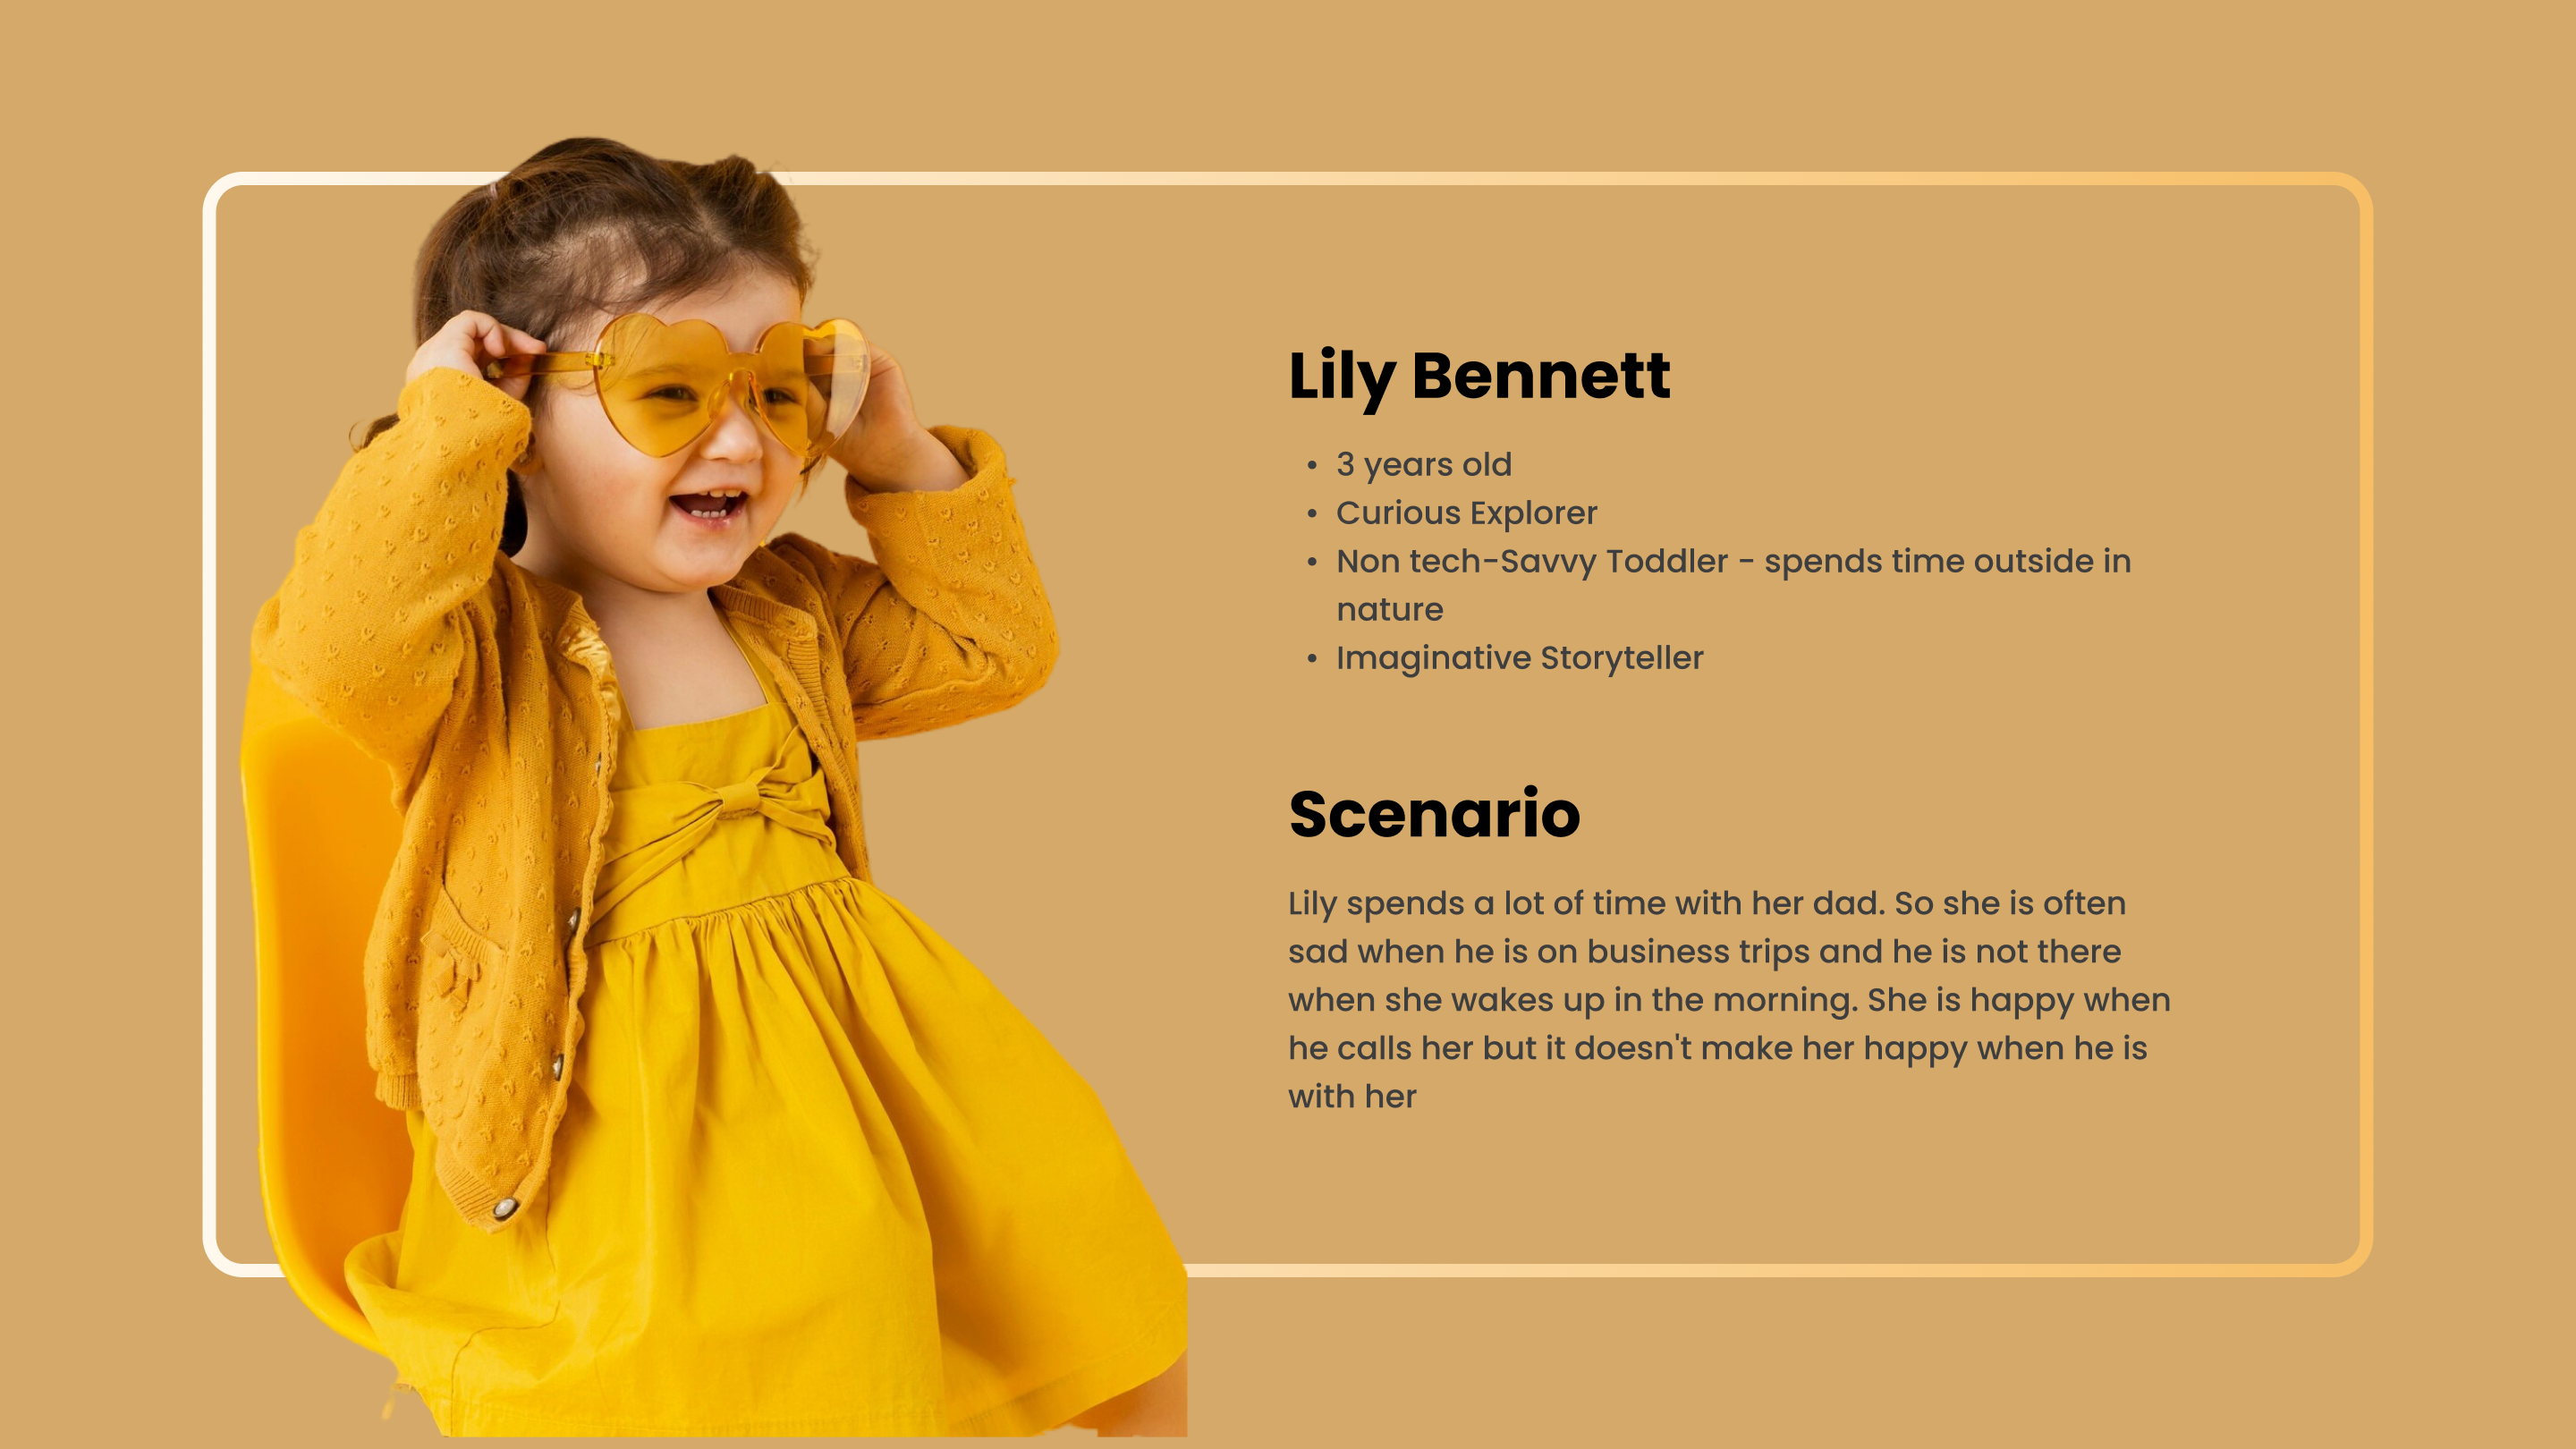 Lily Bennett
• 3 years old
• Curious Explorer
• Non tech-Savvy Toddler - spends time outside in
nature
• Imaginative Storyteller
Scenario
Lily spends a lot of time with her dad. So she is often
sad when he is on business trips and he is not there
when she wakes up in the morning. She is happy when
he calls her but it doesn't make her happy when he is
with her